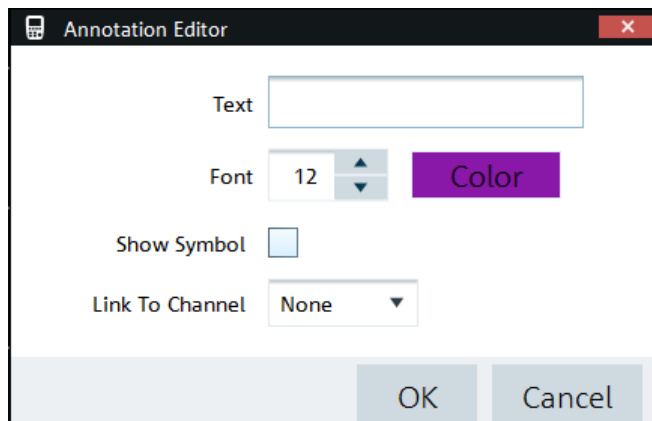 Annotation Editor
Text
Font 12 Color
Show Symbol
Link To Channel None
OK Cancel